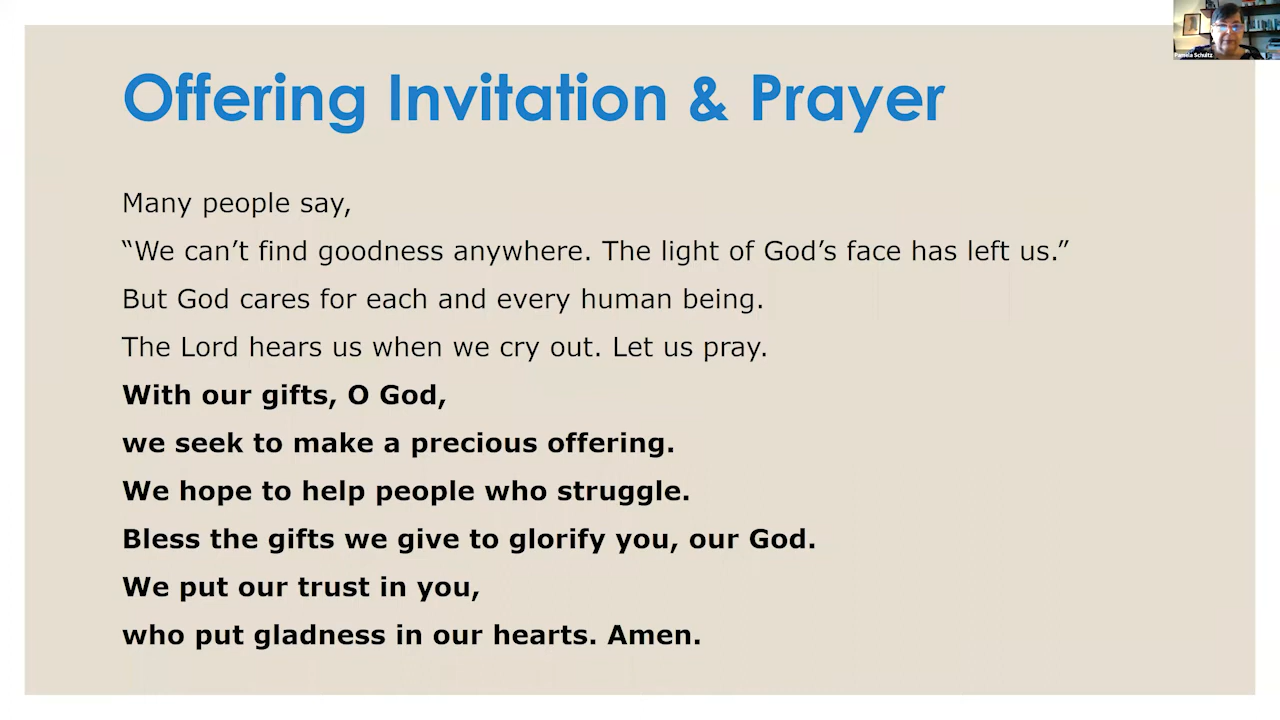 Pamela Schultz
Offering Invitation & Prayer
Many people say,
“We can’t find goodness anywhere. The light of God’s face has left us.”
But God cares for each and every human being.
The Lord hears us when we cry out. Let us pray.
With our gifts, O God,
we seek to make a precious offering.
We hope to help people who struggle.
Bless the gifts we give to glorify you, our God.
We put our trust in you,
who put gladness in our hearts. Amen.